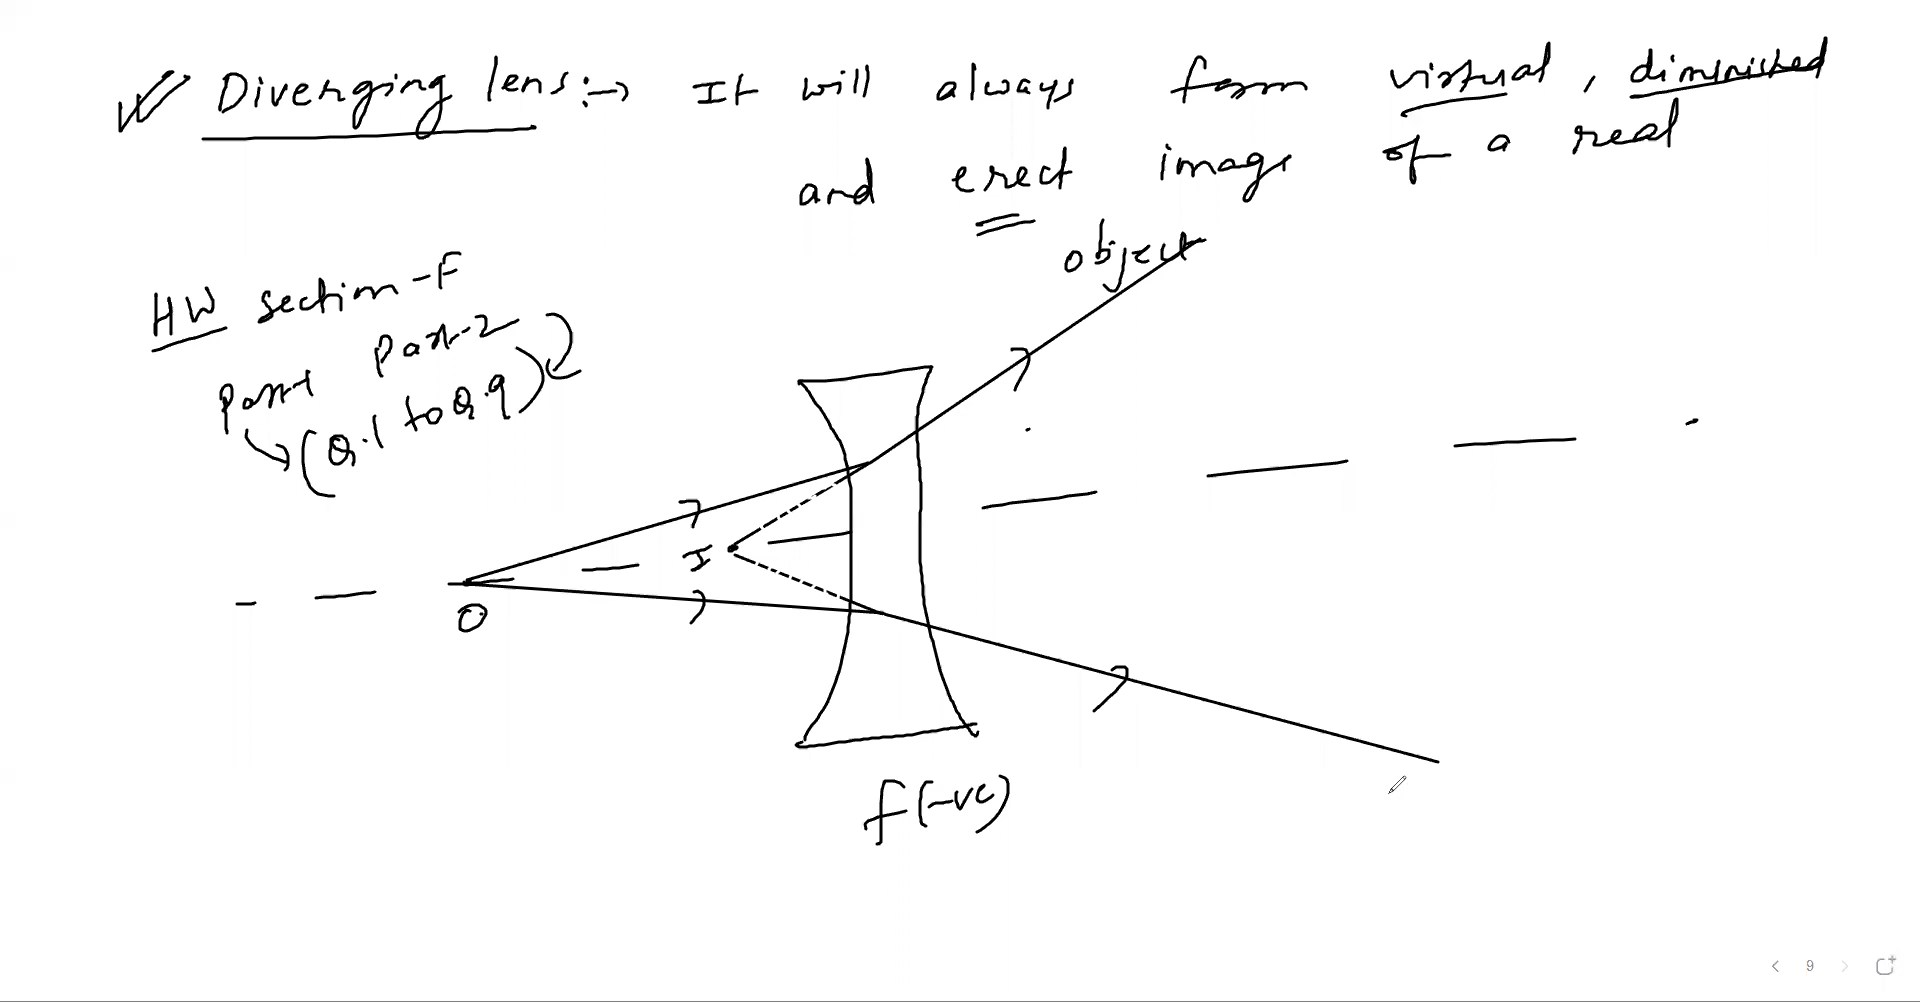 Diverging lens :→ It will always form virtual, diminished
and erect image of a real
object
HW section-F
Part-1 Part-2
(Q.1 to Q.9)
I
O
f(-ve)
9